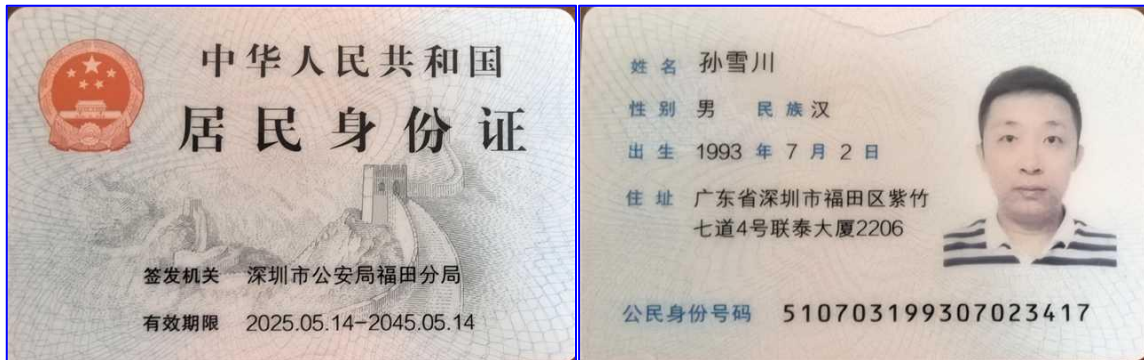 中华人民共和国
居民身份证
签发机关 深圳市公安局福田分局
有效期限 2025.05.14-2045.05.14
姓名 孙雪川
性别 男 民族 汉
出生 1993 年 7 月 2 日
住址 广东省深圳市福田区紫竹
七道4号联泰大厦2206
公民身份号码 510703199307023417